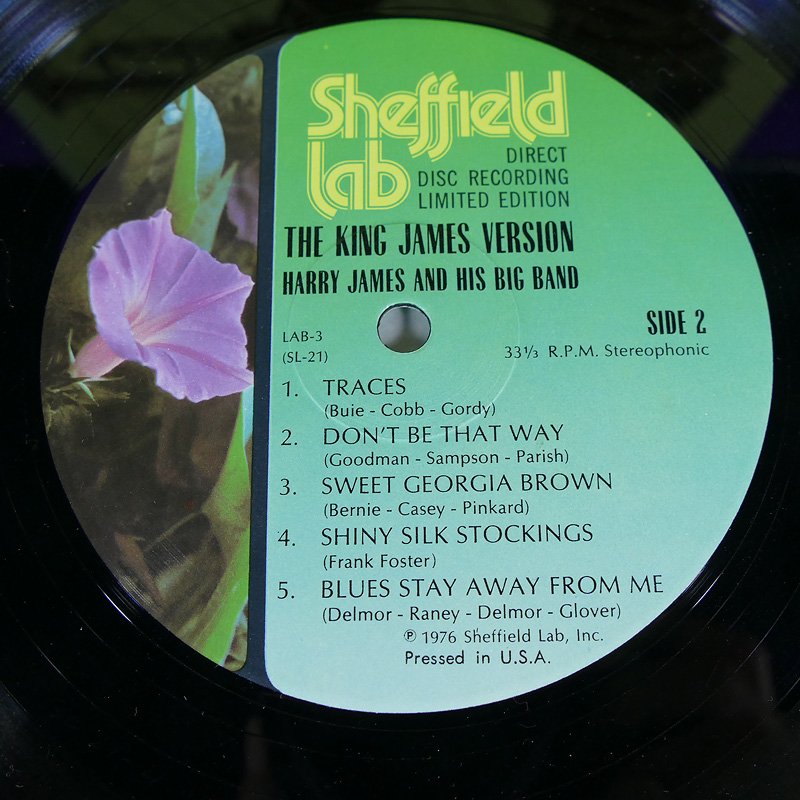 Sheffield
lab
DIRECT
DISC RECORDING
LIMITED EDITION
THE KING JAMES VERSION
HARRY JAMES AND HIS BIG BAND
SIDE 2
LAB-3
(SL-21)
33⅓ R.P.M. Stereophonic
1. TRACES
(Buie - Cobb - Gordy)
2. DON'T BE THAT WAY
(Goodman - Sampson - Parish)
3. SWEET GEORGIA BROWN
(Bernie - Casey - Pinkard)
4. SHINY SILK STOCKINGS
(Frank Foster)
5. BLUES STAY AWAY FROM ME
(Delmor - Raney - Delmor - Glover)
℗ 1976 Sheffield Lab, Inc.
Pressed in U.S.A.